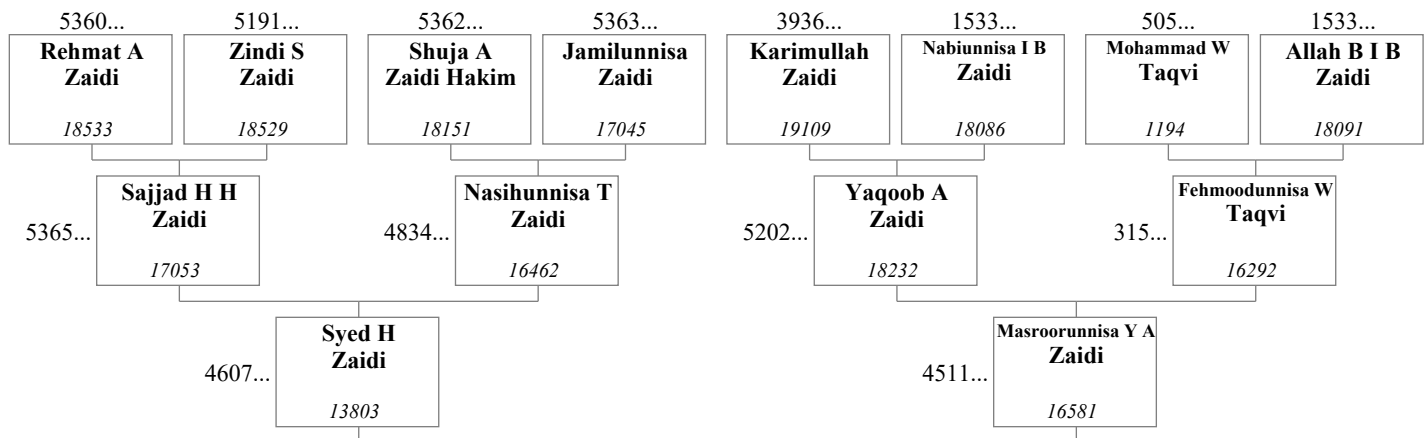 5360... 5191... 5362... 5363... 3936... 1533... 505... 1533...
Rehmat A Zindi S Shuja A Jamilunnisa Karimullah Nabiunnisa I B Mohammad W Allah B I B
Zaidi Zaidi Zaidi Hakim Zaidi Zaidi Zaidi Taqvi Zaidi
18533 18529 18151 17045 19109 18086 1194 18091
Sajjad H H Nasihunnisa T Yaqoob A Fehmoodunnisa W
Zaidi Zaidi Zaidi Taqvi
5365... 4834... 5202... 315...
17053 16462 18232 16292
Syed H Masroorunnisa Y A
Zaidi Zaidi
4607... 4511...
13803 16581